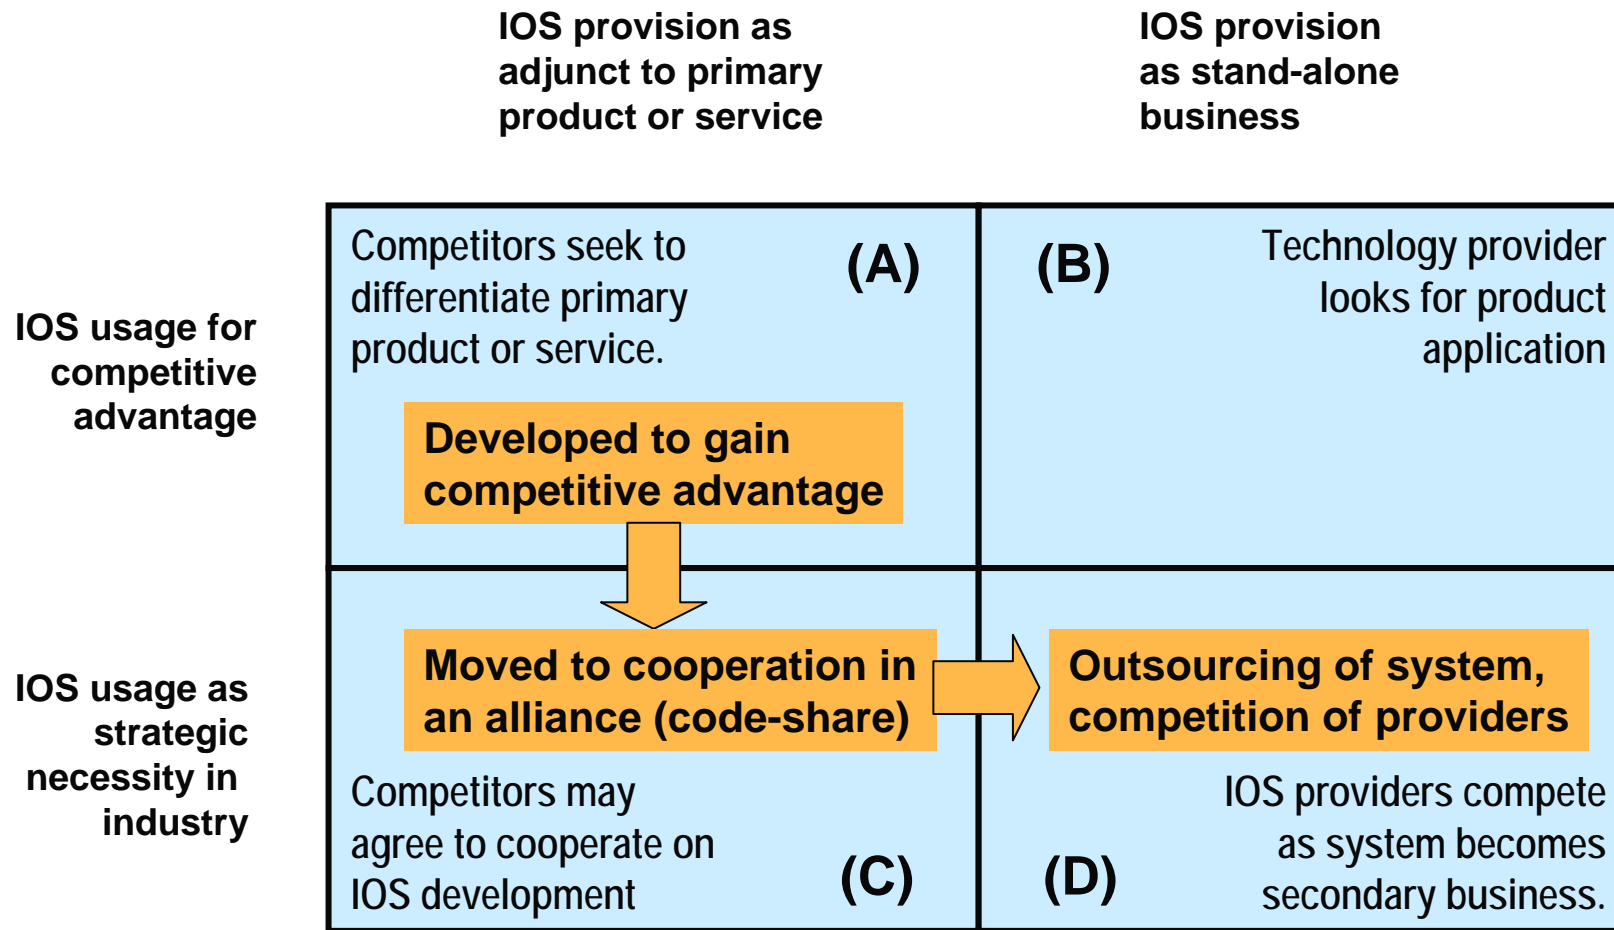 IOS provision as
adjunct to primary
product or service
IOS provision
as stand-alone
business
IOS usage for
competitive
advantage
Competitors seek to
differentiate primary
product or service.
(A)
Developed to gain
competitive advantage
(B)
Technology provider
looks for product
application
IOS usage as
strategic
necessity in
industry
Moved to cooperation in
an alliance (code-share)
Competitors may
agree to cooperate on
IOS development
(C)
Outsourcing of system,
competition of providers
(D)
IOS providers compete
as system becomes
secondary business.